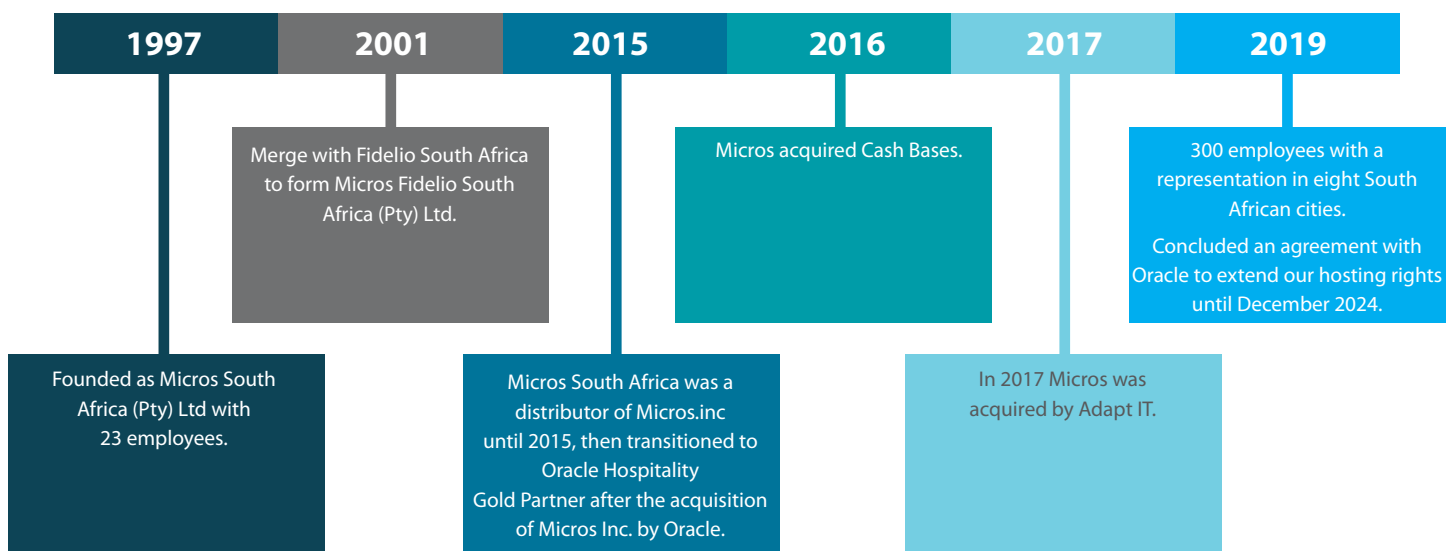 1997
2001
2015
2016
2017
2019
Merge with Fidelio South Africa
to form Micros Fidelio South
Africa (Pty) Ltd.
Micros acquired Cash Bases.
300 employees with a
representation in eight South
African cities.
Concluded an agreement with
Oracle to extend our hosting rights
until December 2024.
Founded as Micros South
Africa (Pty) Ltd with
23 employees.
Micros South Africa was a
distributor of Micros.inc
until 2015, then transitioned to
Oracle Hospitality
Gold Partner after the acquisition
of Micros Inc. by Oracle.
In 2017 Micros was
acquired by Adapt IT.